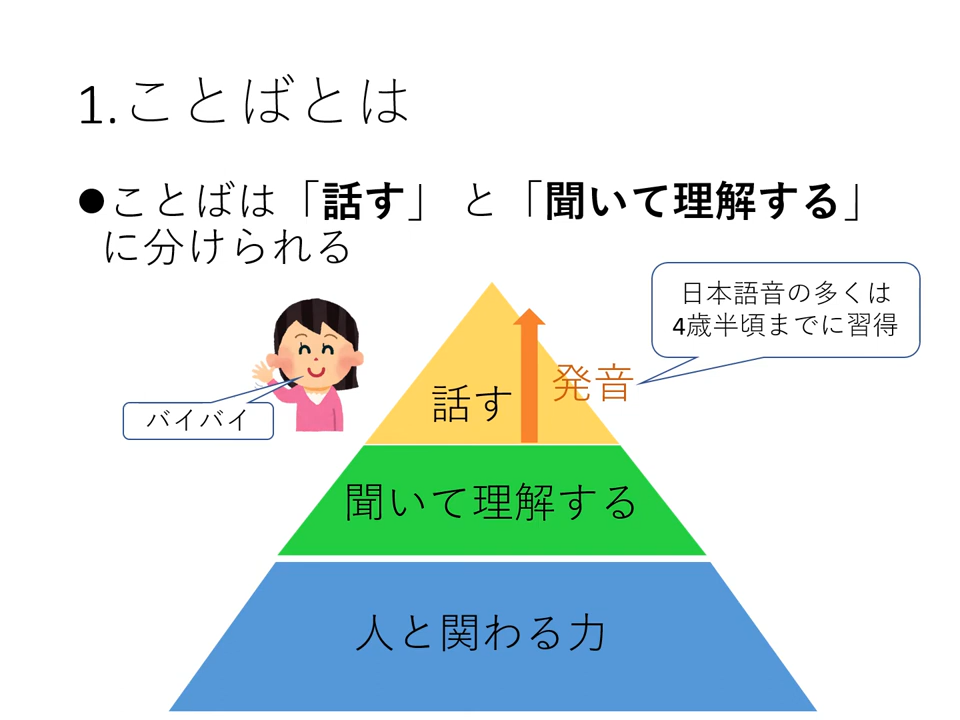 1.ことばとは
●ことばは「話す」 と「聞いて理解する」
に分けられる
日本語音の多くは
4歳半頃までに習得
発音
話す
バイバイ
聞いて理解する
人と関わる力